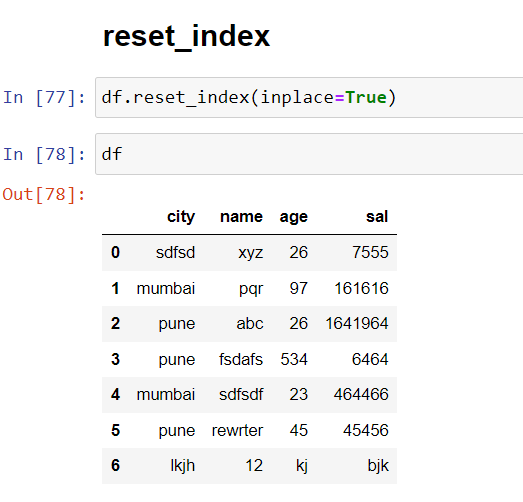 reset_index
In [77]: df.reset_index(inplace=True)
In [78]: df
Out[78]:
city name age sal
0 sdfsd xyz 26 7555
1 mumbai pqr 97 161616
2 pune abc 26 1641964
3 pune fsdafs 534 6464
4 mumbai sdfsdf 23 464466
5 pune rewrter 45 45456
6 lkjh 12 kj bjk